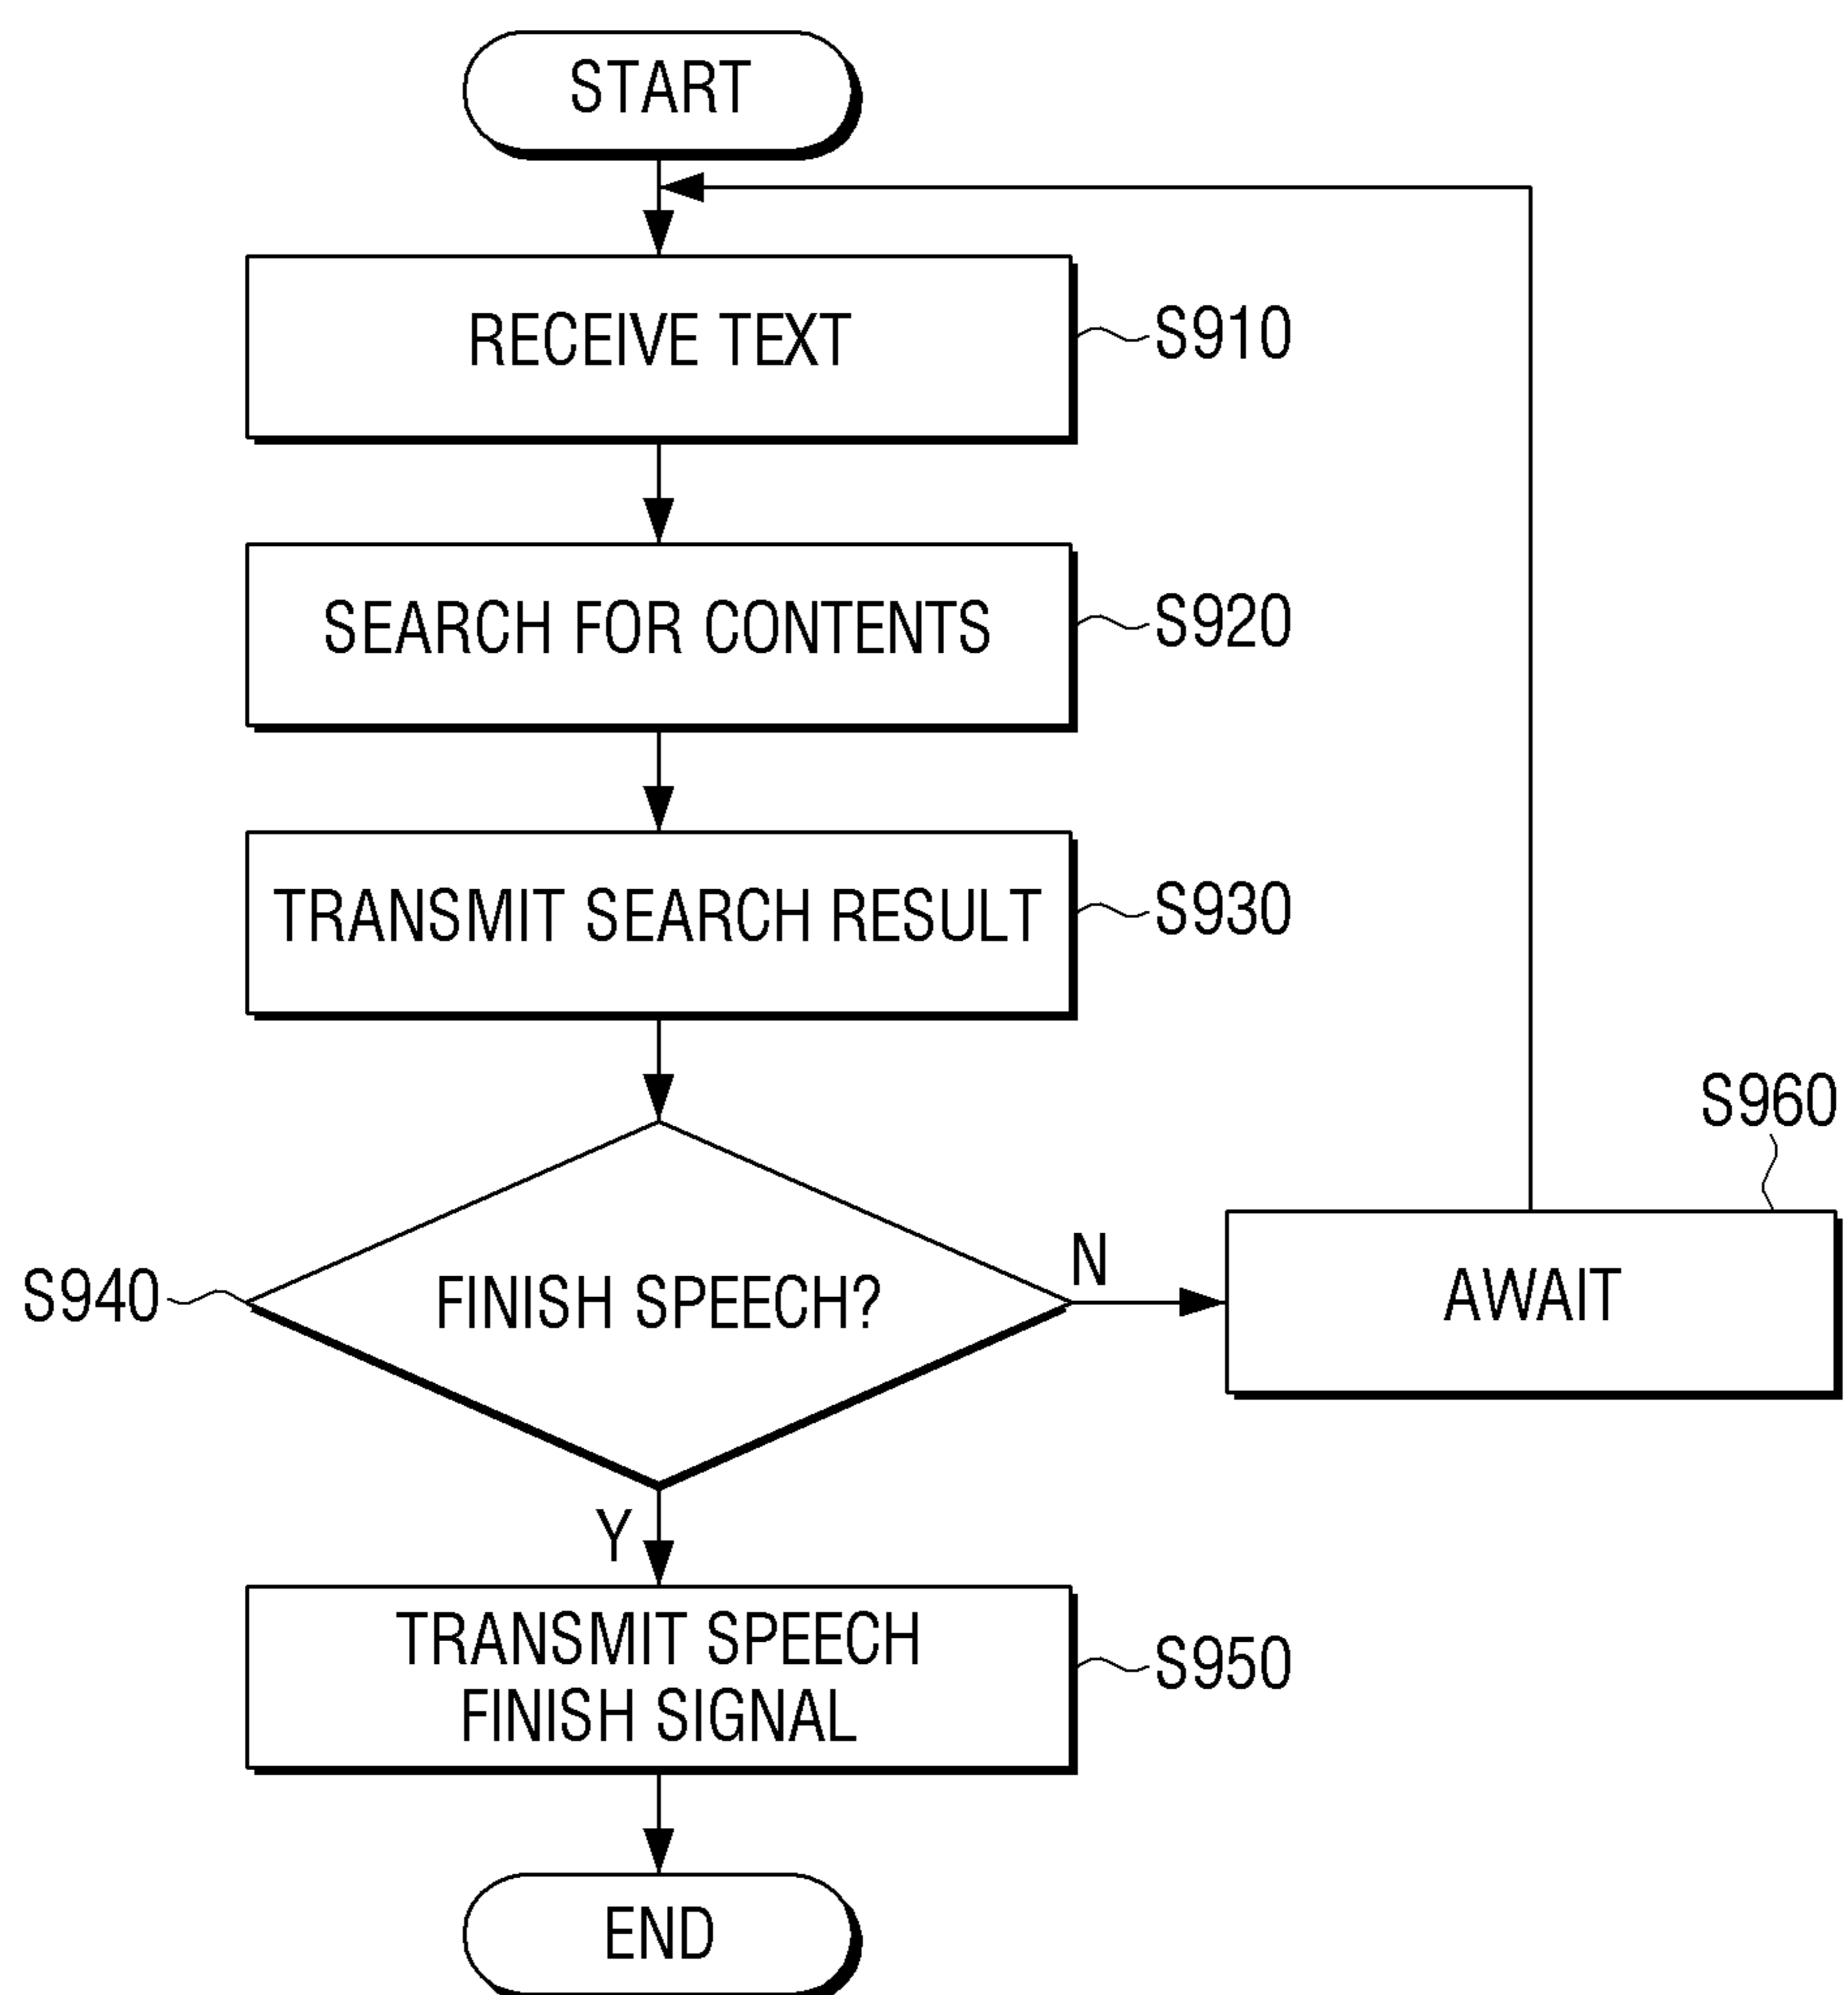 START
RECEIVE TEXT
S910
SEARCH FOR CONTENTS
S920
TRANSMIT SEARCH RESULT
S930
S960
S940
FINISH SPEECH?
N
AWAIT
Y
TRANSMIT SPEECH
FINISH SIGNAL
S950
END